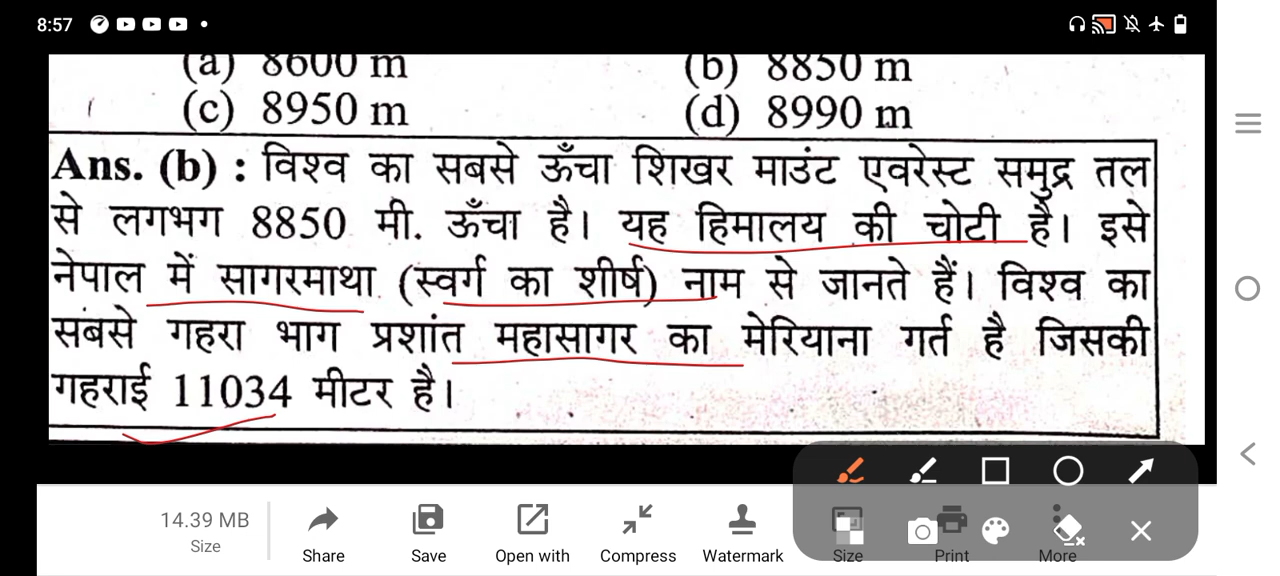 8:57
(a) 8600 m (b) 8850 m
(c) 8950 m (d) 8990 m
Ans. (b) : विश्व का सबसे ऊँचा शिखर माउंट एवरेस्ट समुद्र तल
से लगभग 8850 मी. ऊँचा है। यह हिमालय की चोटी है। इसे
नेपाल में सागरमाथा (स्वर्ग का शीर्ष) नाम से जानते हैं। विश्व का
सबसे गहरा भाग प्रशांत महासागर का मेरियाना गर्त है जिसकी
गहराई 11034 मीटर है।
14.39 MB
Size
Share Save Open with Compress Watermark Size Print More